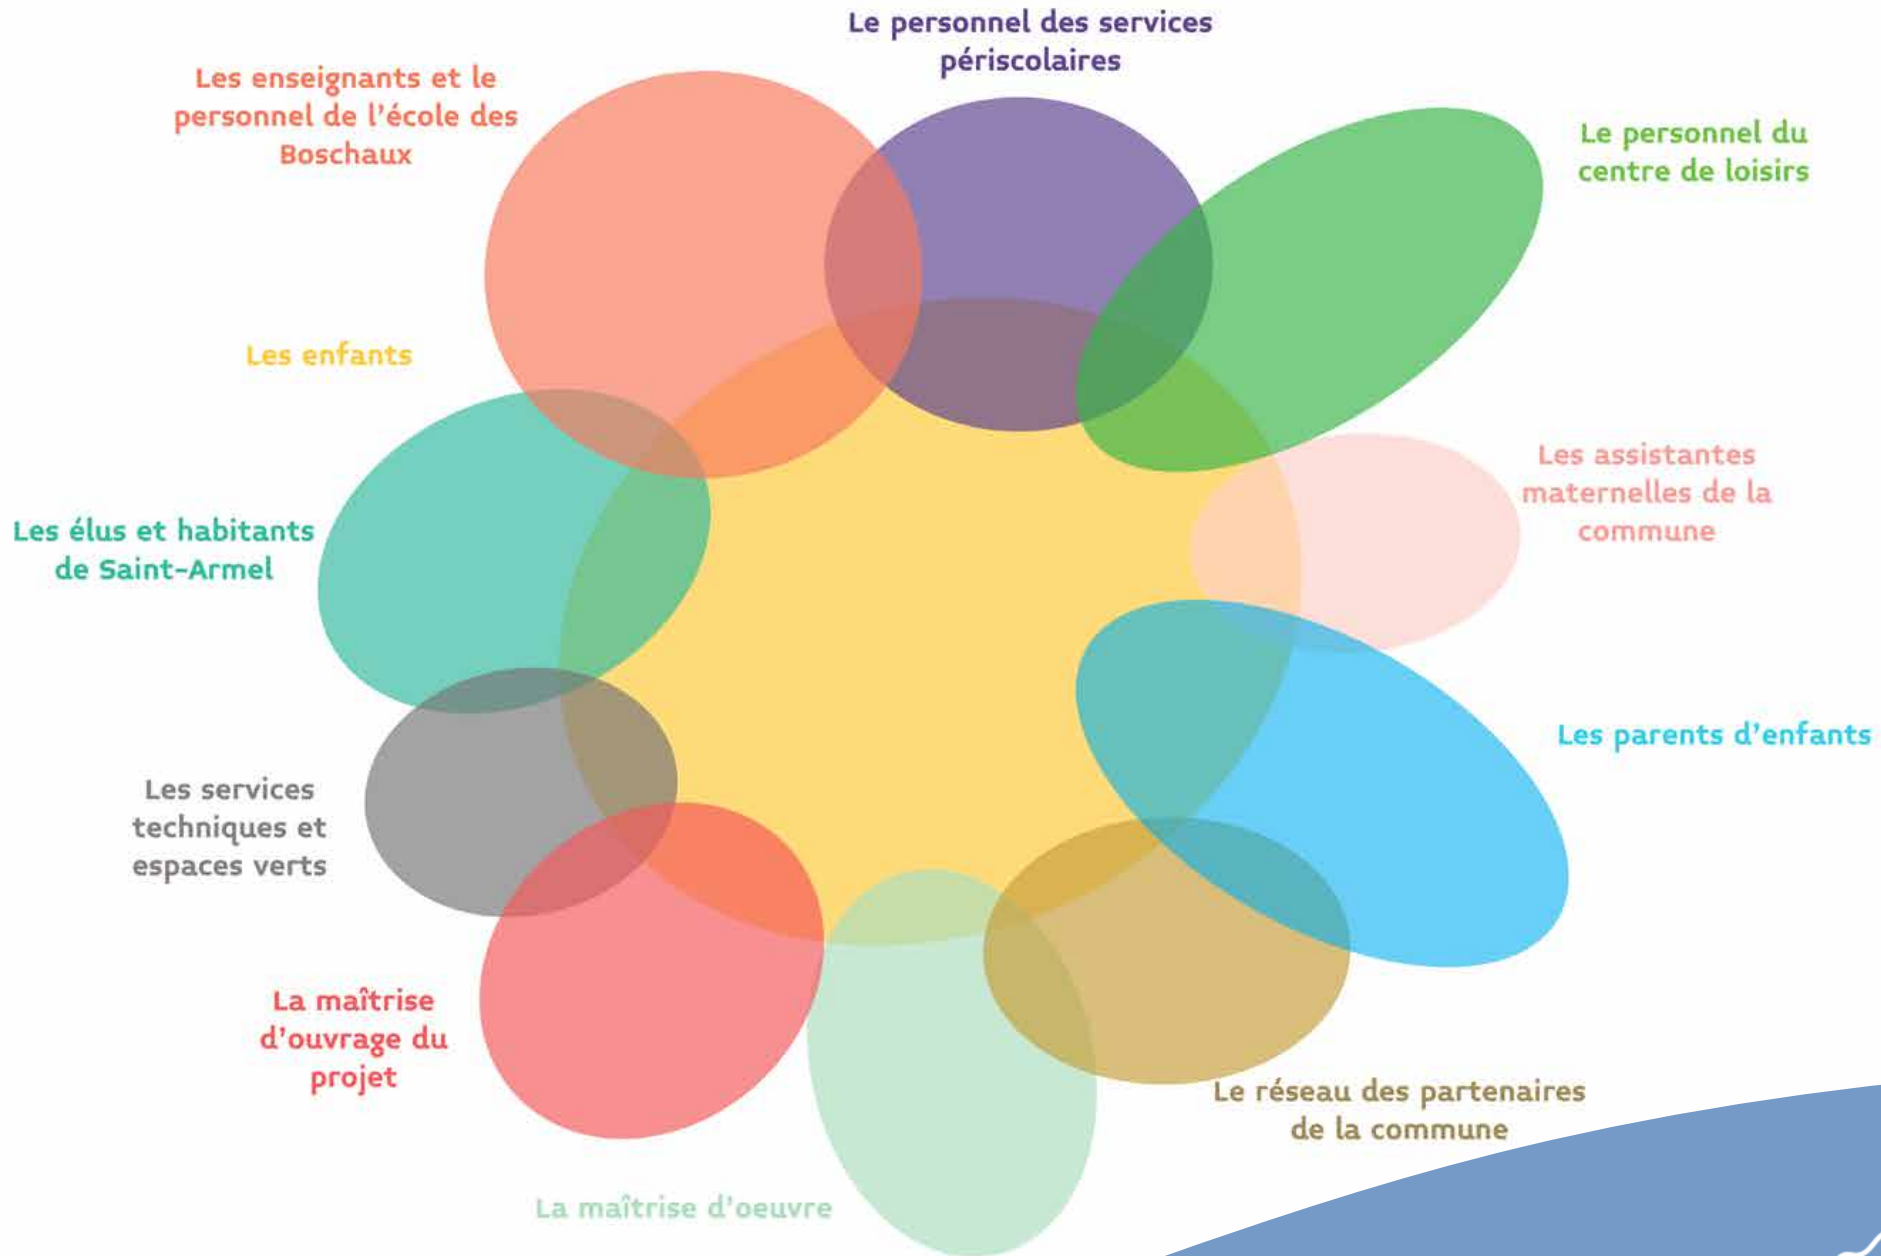 Le personnel des services
périscolaires
Les enseignants et le
personnel de l'école des
Boschaux
Le personnel du
centre de loisirs
Les enfants
Les assistantes
maternelles de la
commune
Les élus et habitants
de Saint-Armel
Les parents d'enfants
Les services
techniques et
espaces verts
La maîtrise
d'ouvrage du
projet
Le réseau des partenaires
de la commune
La maîtrise d'oeuvre